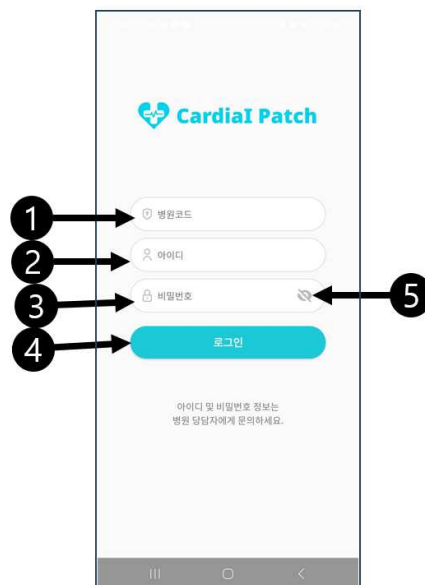 CardiaI Patch
1
병원코드
2
아이디
3
비밀번호
5
4
로그인
아이디 및 비밀번호 정보는
병원 담당자에게 문의하세요.